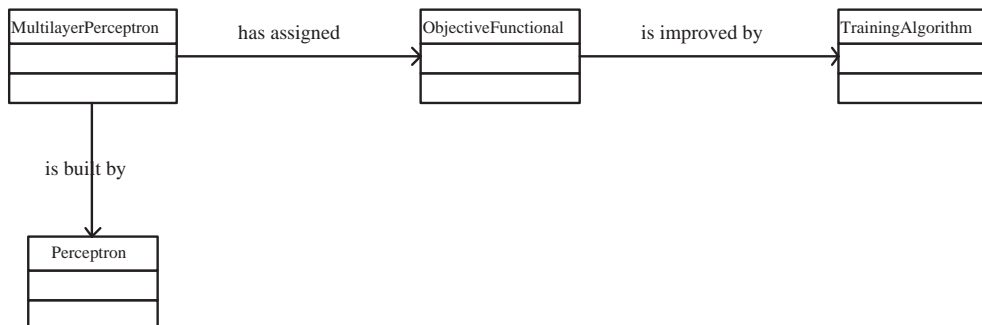 MultilayerPerceptron
has assigned
ObjectiveFunctional
is improved by
TrainingAlgorithm
is built by
Perceptron